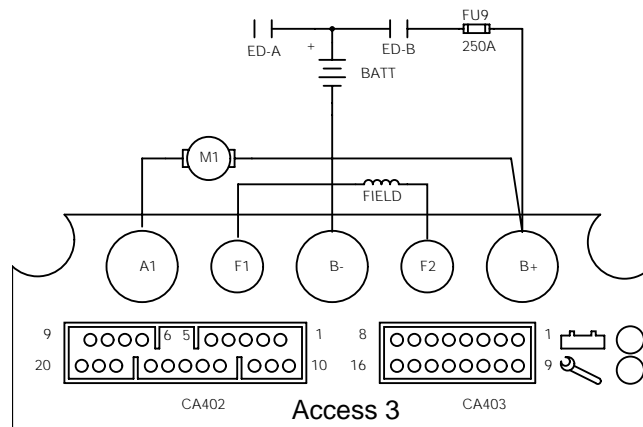 FU9
ED-A + ED-B 250A
BATT
M1
FIELD
A1 F1 B- F2 B+
9 6 5 1 8 1
20 10 16 9
CA402 Access 3 CA403